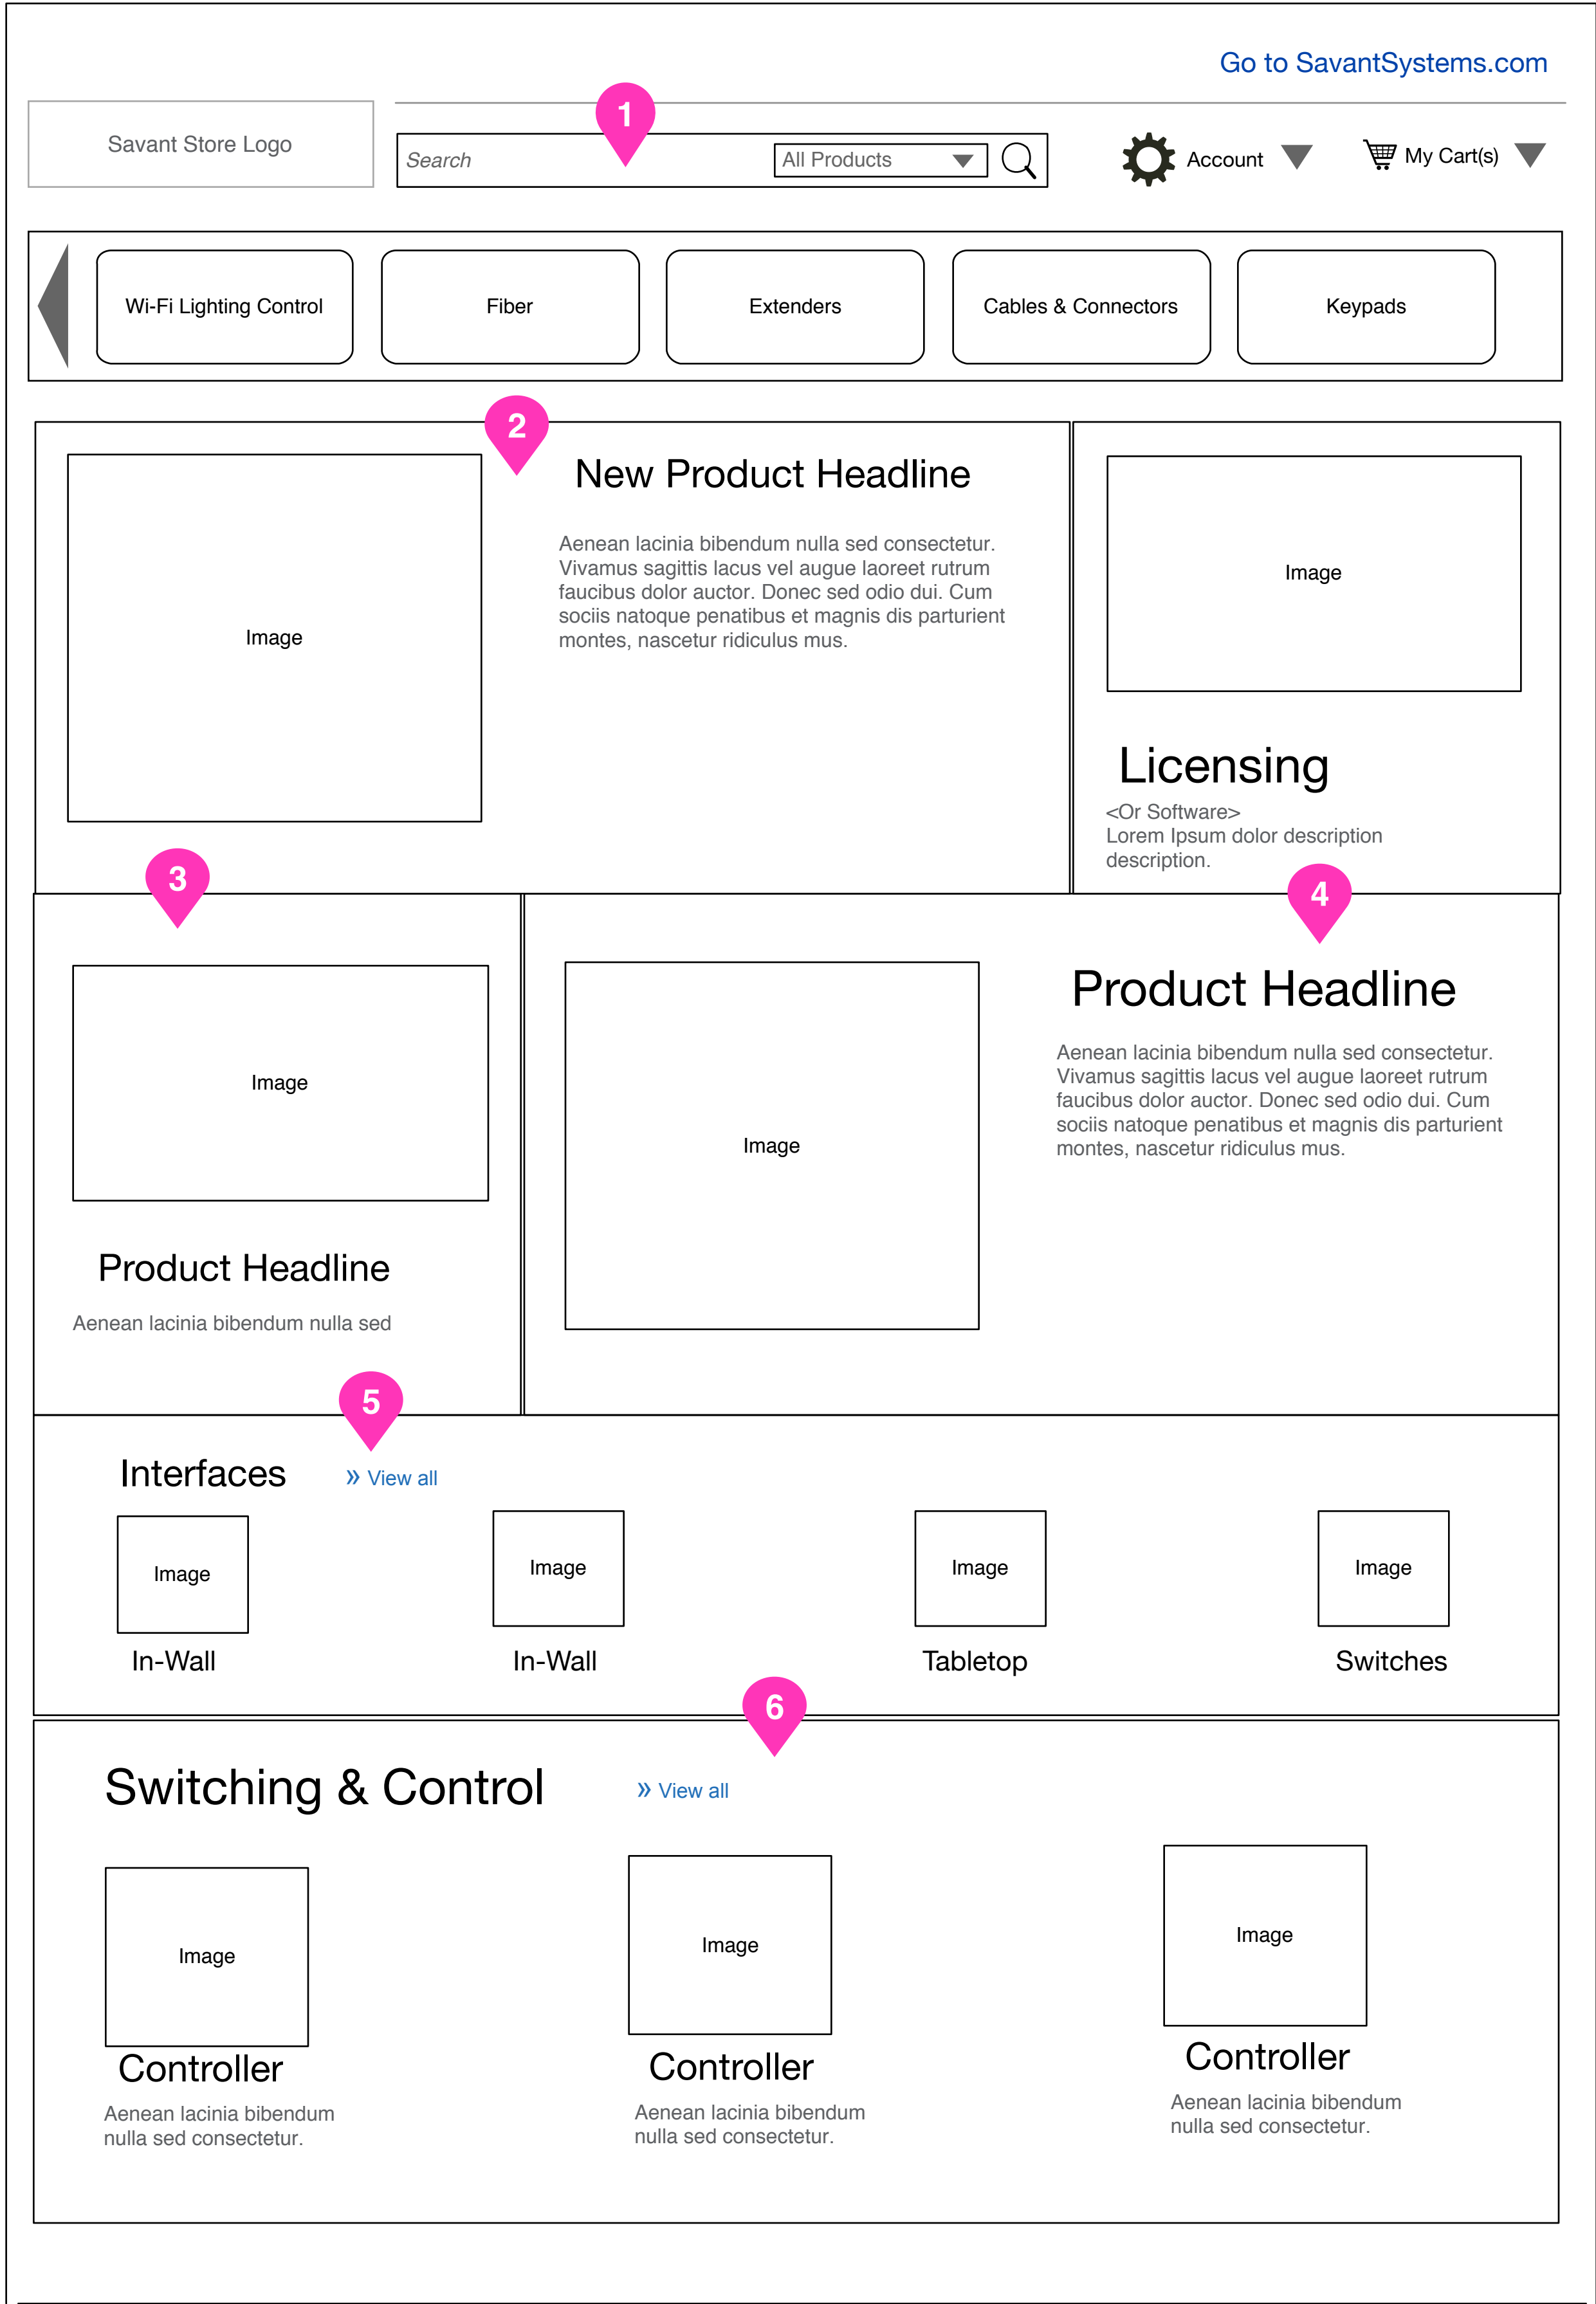 Go to SavantSystems.com
Savant Store Logo
1
Search
All Products
Account
My Cart(s)
Wi-Fi Lighting Control
Fiber
Extenders
Cables & Connectors
Keypads
2
New Product Headline
Aenean lacinia bibendum nulla sed consectetur.
Vivamus sagittis lacus vel augue laoreet rutrum
faucibus dolor auctor. Donec sed odio dui. Cum
sociis natoque penatibus et magnis dis parturient
montes, nascetur ridiculus mus.
Image
Image
Licensing
<Or Software>
Lorem Ipsum dolor description
description.
3
Image
Product Headline
Aenean lacinia bibendum nulla sed
4
Image
Product Headline
Aenean lacinia bibendum nulla sed consectetur.
Vivamus sagittis lacus vel augue laoreet rutrum
faucibus dolor auctor. Donec sed odio dui. Cum
sociis natoque penatibus et magnis dis parturient
montes, nascetur ridiculus mus.
5
Interfaces
» View all
Image
Image
Image
Image
In-Wall
In-Wall
Tabletop
Switches
6
Switching & Control
» View all
Image
Controller
Aenean lacinia bibendum
nulla sed consectetur.
Image
Controller
Aenean lacinia bibendum
nulla sed consectetur.
Image
Controller
Aenean lacinia bibendum
nulla sed consectetur.